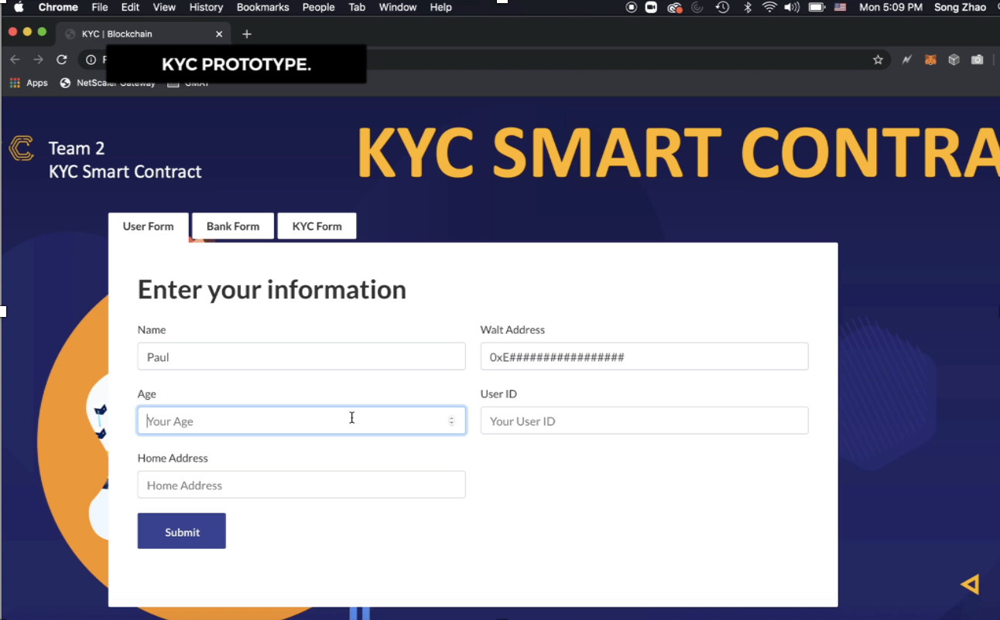 Chrome File Edit View History Bookmarks People Tab Window Help Mon 5:09 PM Song Zhao
KYC | Blockchain
KYC PROTOTYPE.
Apps NetScaler Gateway GMAT
Team 2
KYC Smart Contract
KYC SMART CONTRA
User Form Bank Form KYC Form
Enter your information
Name Walt Address
Paul 0xE#################
Age User ID
Your Age Your User ID
Home Address
Home Address
Submit